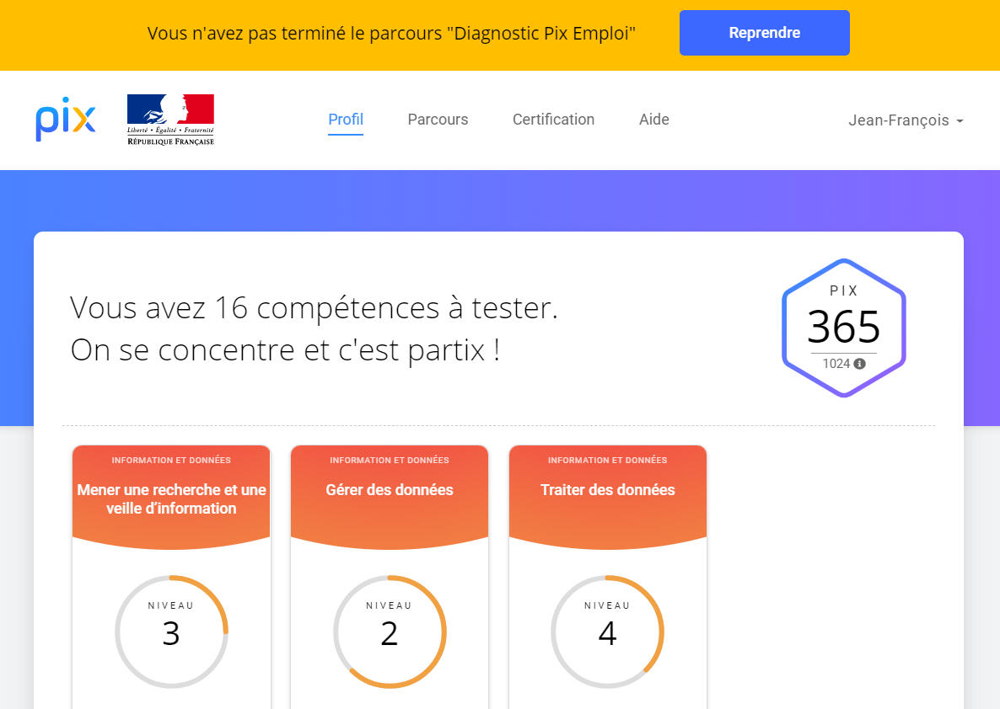 Vous n'avez pas terminé le parcours "Diagnostic Pix Emploi"
Reprendre
pix
Liberté • Égalité • Fraternité
RÉPUBLIQUE FRANÇAISE
Profil
Parcours
Certification
Aide
Jean-François
Vous avez 16 compétences à tester.
On se concentre et c'est partix !
PIX
365
1024
INFORMATION ET DONNÉES
Mener une recherche et une
veille d’information
NIVEAU
3
INFORMATION ET DONNÉES
Gérer des données
NIVEAU
2
INFORMATION ET DONNÉES
Traiter des données
NIVEAU
4